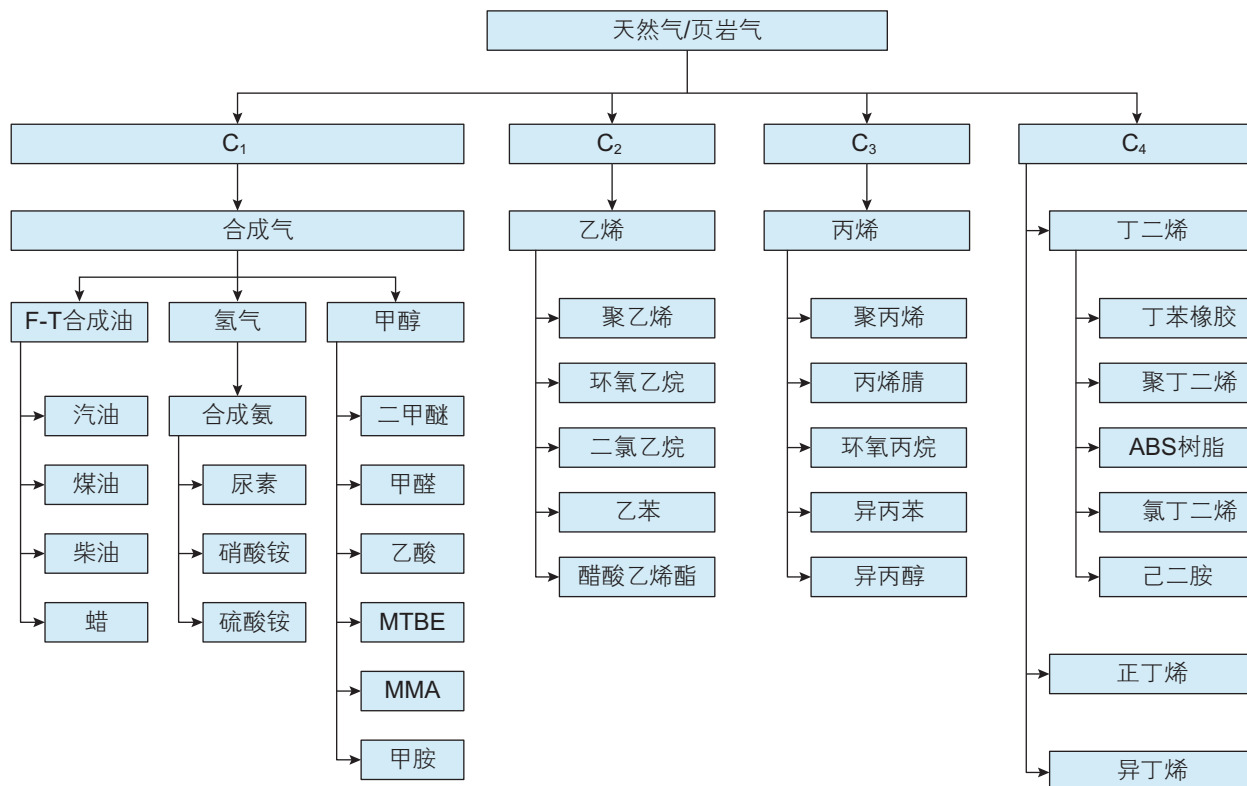 天然气/页岩气
C₁
C₂
C₃
C₄
合成气
乙烯
丙烯
丁二烯
F-T合成油
氢气
甲醇
聚乙烯
聚丙烯
丁苯橡胶
环氧乙烷
丙烯腈
聚丁二烯
汽油
合成氨
二甲醚
二氯乙烷
环氧丙烷
ABS树脂
煤油
尿素
甲醛
乙苯
异丙苯
氯丁二烯
柴油
硝酸铵
乙酸
醋酸乙烯酯
异丙醇
己二胺
蜡
硫酸铵
MTBE
MMA
正丁烯
甲胺
异丁烯